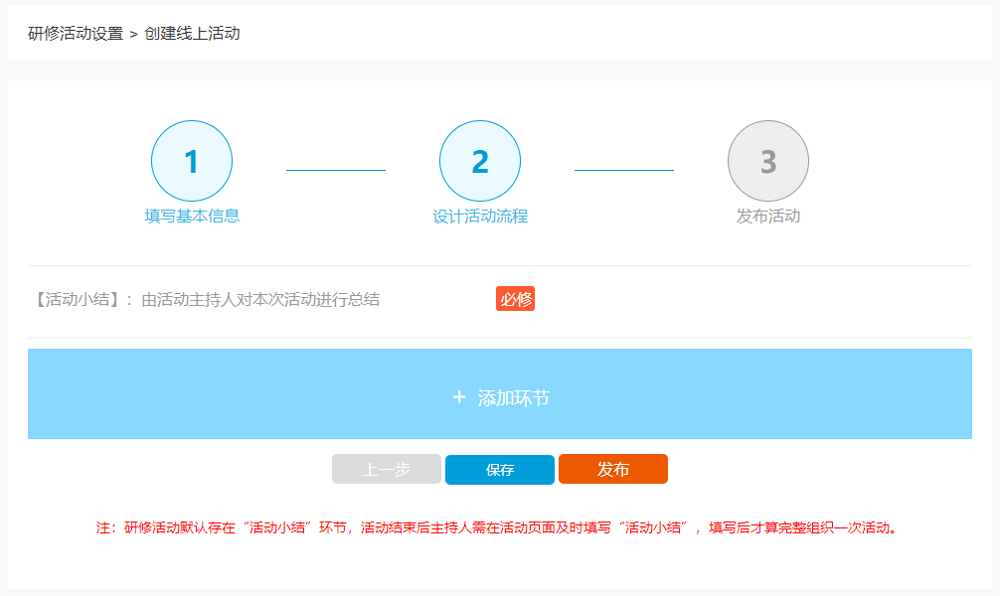 研修活动设置 > 创建线上活动
1
2
3
填写基本信息
设计活动流程
发布活动
【活动小结】：由活动主持人对本次活动进行总结
必修
+ 添加环节
上一步
保存
发布
注：研修活动默认存在“活动小结”环节，活动结束后主持人需在活动页面及时填写“活动小结”，填写后才算完整组织一次活动。